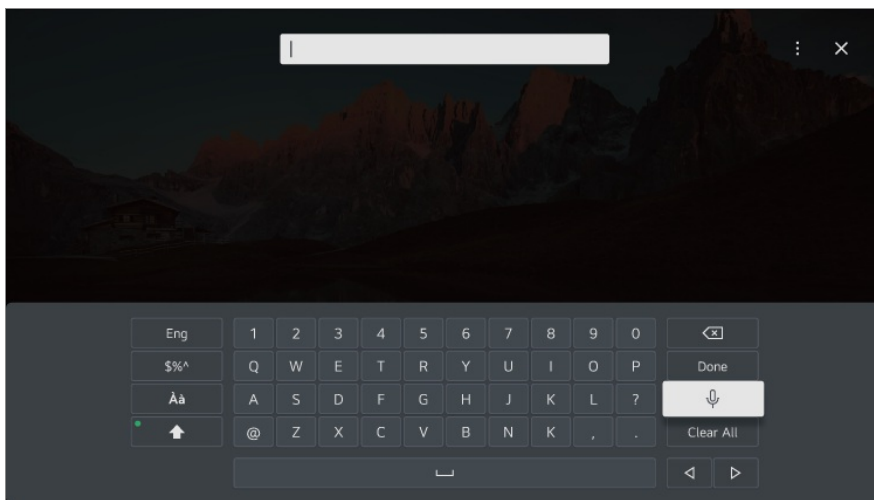 Eng 1 2 3 4 5 6 7 8 9 0
$%^ Q W E T R Y U I O P Done
Àà A S D F G H J K L ?
@ Z X C V B N K , . Clear All